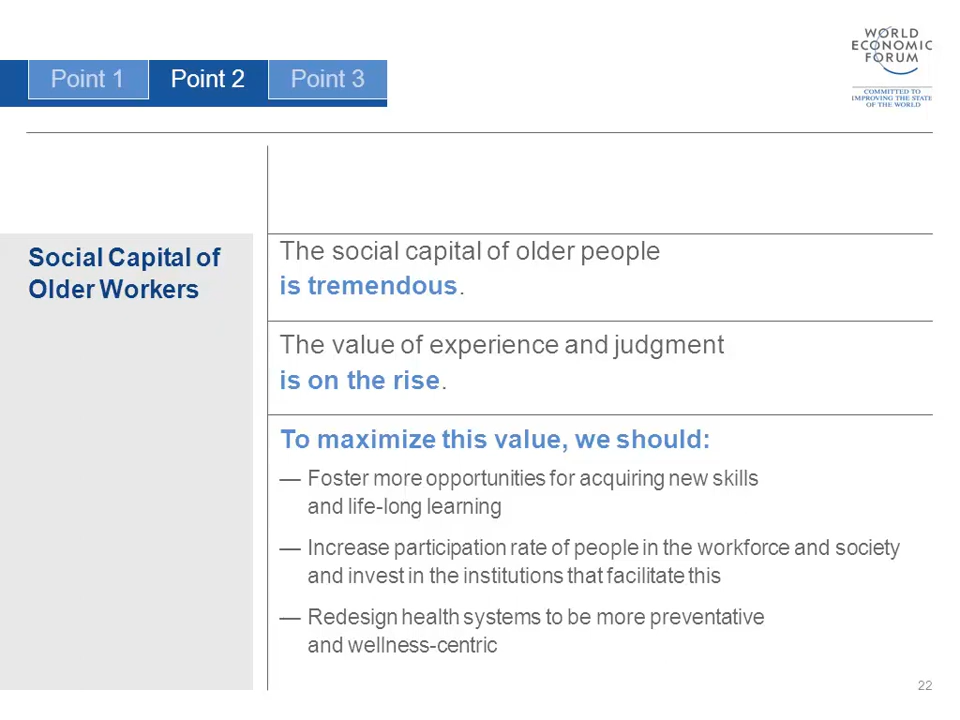 WORLD
ECONOMIC
FORUM
COMMITTED TO
IMPROVING THE STATE
OF THE WORLD
Point 1
Point 2
Point 3
Social Capital of
Older Workers
The social capital of older people
is tremendous.
The value of experience and judgment
is on the rise.
To maximize this value, we should:
— Foster more opportunities for acquiring new skills
and life-long learning
— Increase participation rate of people in the workforce and society
and invest in the institutions that facilitate this
— Redesign health systems to be more preventative
and wellness-centric
22